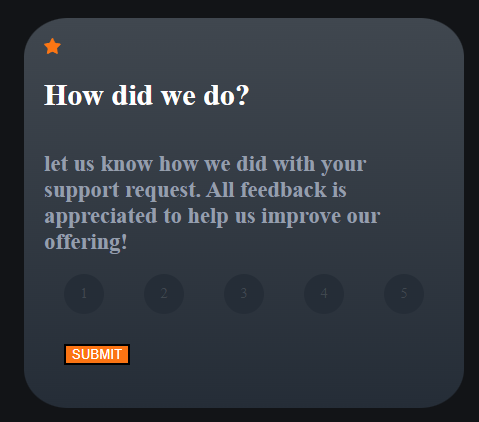 How did we do?
let us know how we did with your
support request. All feedback is
appreciated to help us improve our
offering!
1 2 3 4 5
SUBMIT